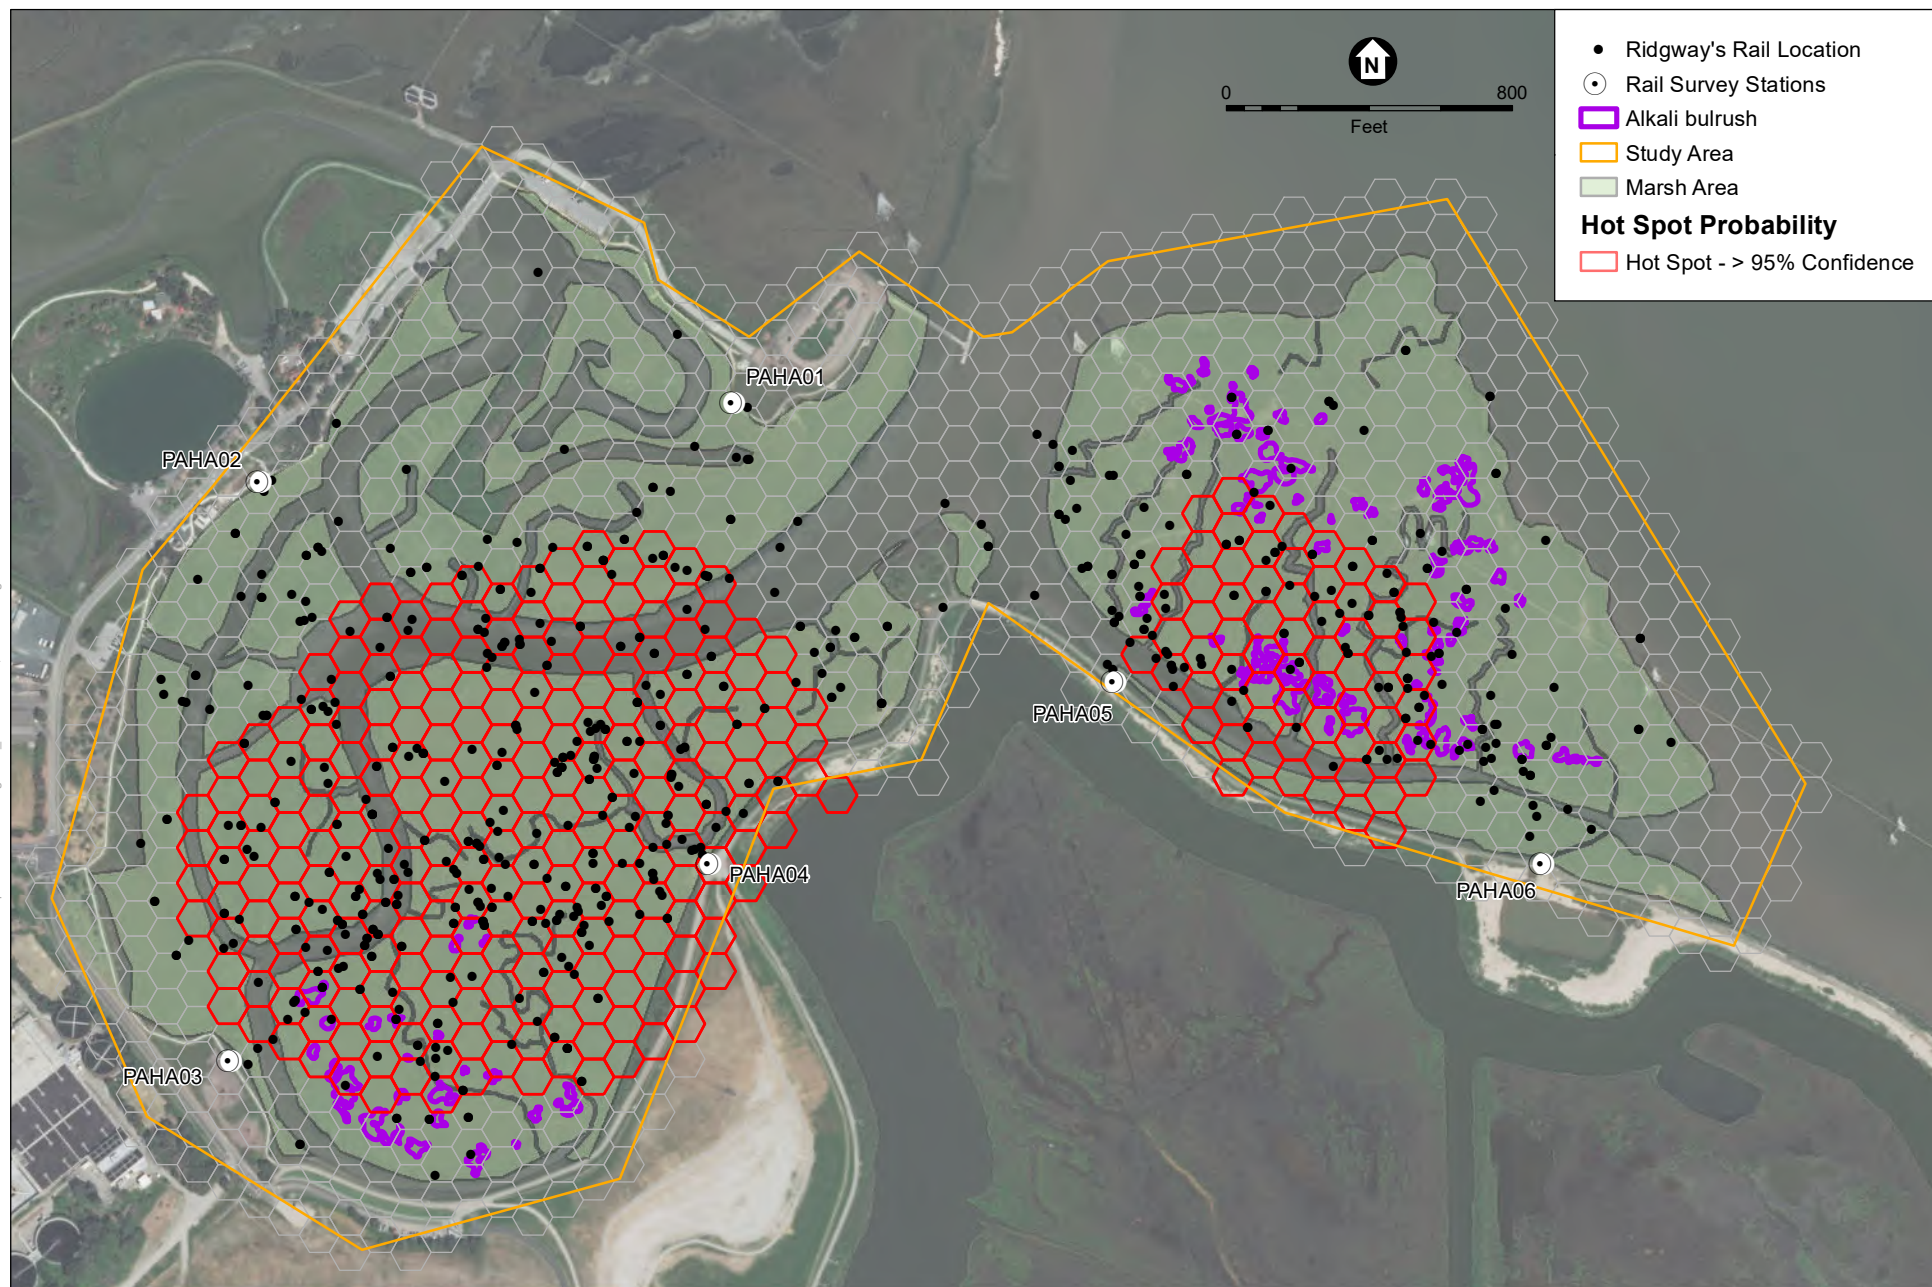 N
0 800
Feet
Ridgway's Rail Location
Rail Survey Stations
Alkali bulrush
Study Area
Marsh Area
Hot Spot Probability
Hot Spot - > 95% Confidence
PAHA01
PAHA02
PAHA05
PAHA04
PAHA06
PAHA03